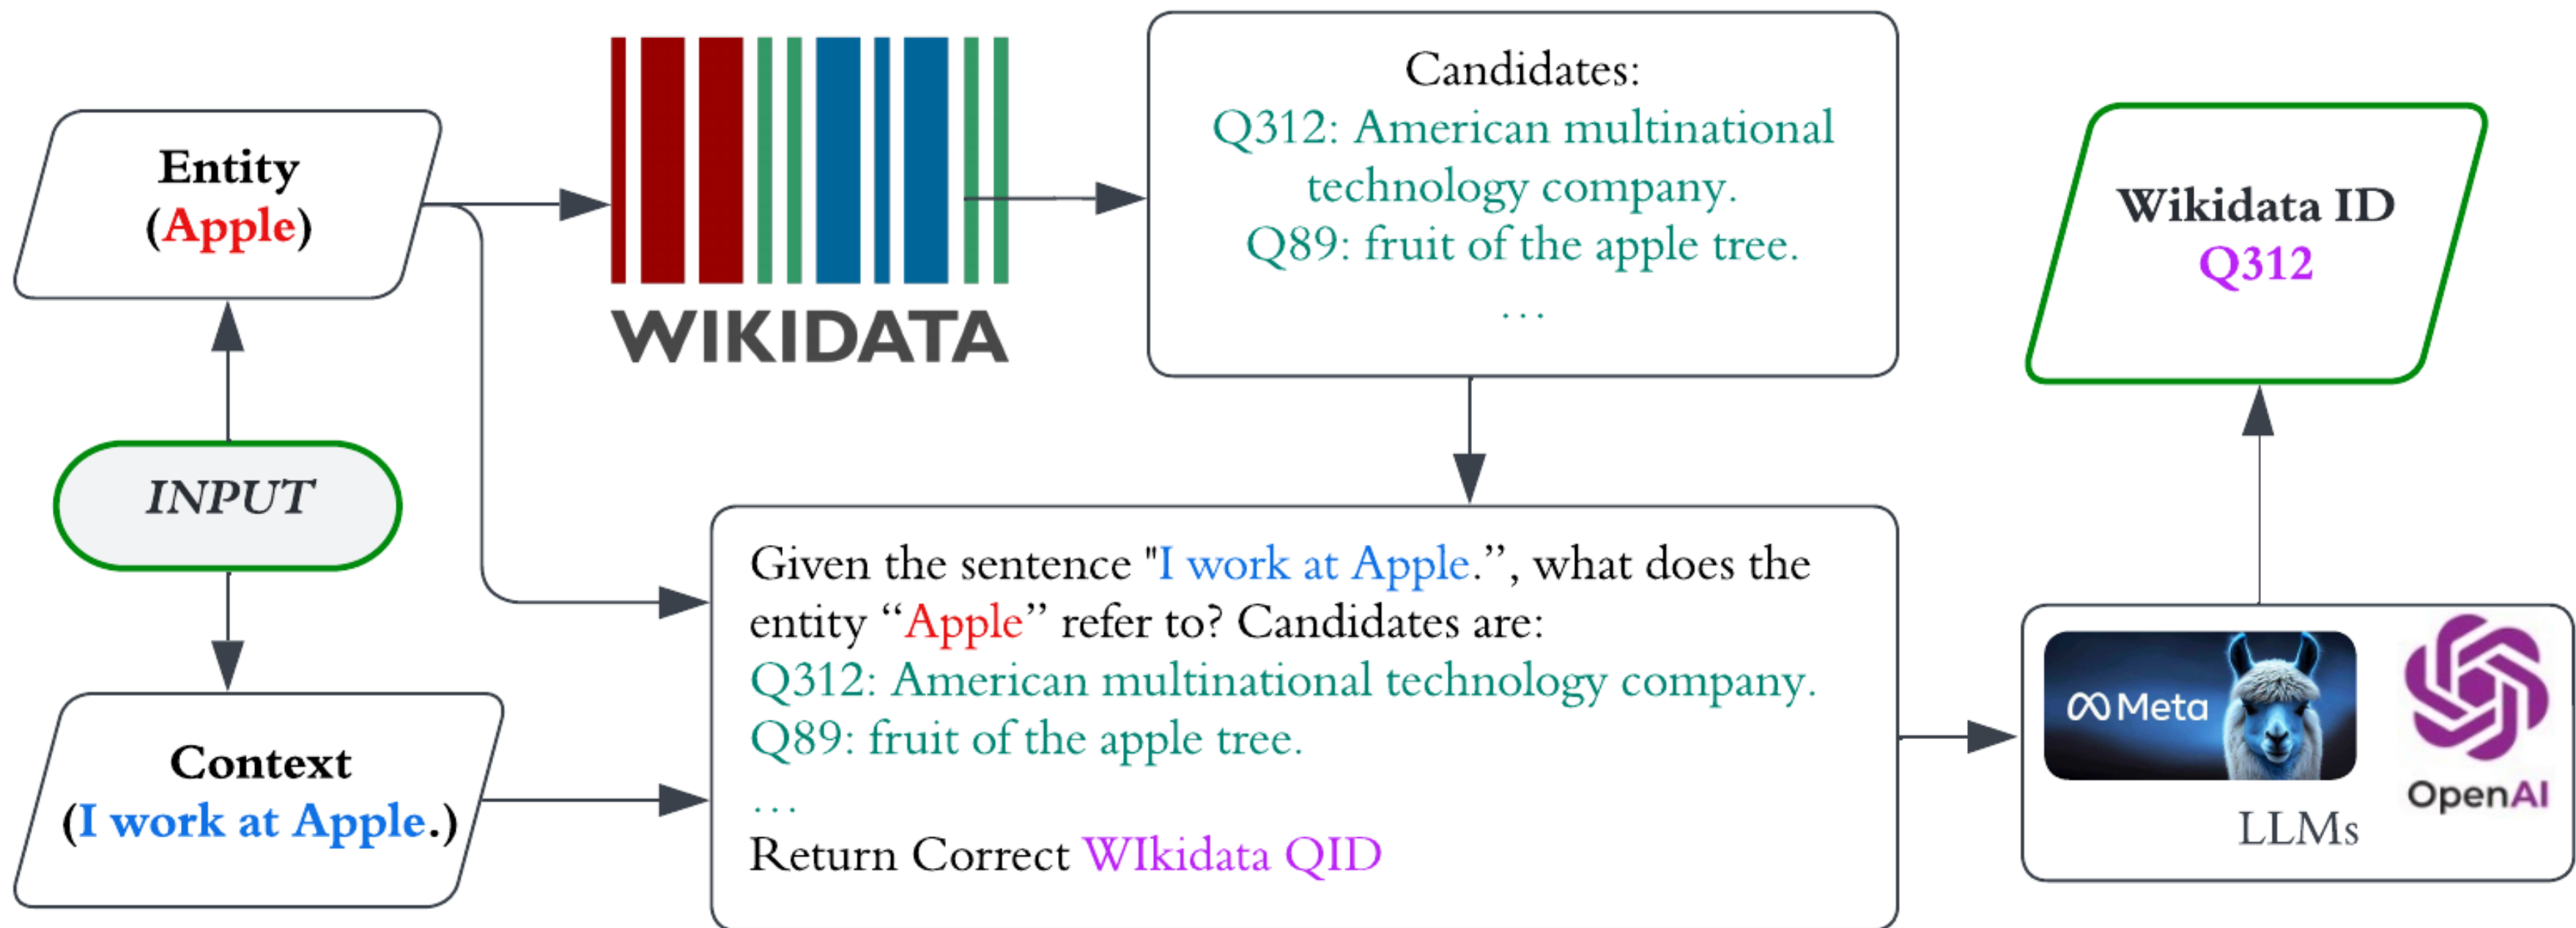 Entity
(Apple)
INPUT
Context
(I work at Apple.)
WIKIDATA
Candidates:
Q312: American multinational
technology company.
Q89: fruit of the apple tree.
...
Given the sentence "I work at Apple.”, what does the
entity “Apple” refer to? Candidates are:
Q312: American multinational technology company.
Q89: fruit of the apple tree.
...
Return Correct WIkidata QID
Meta
OpenAI
LLMs
Wikidata ID
Q312